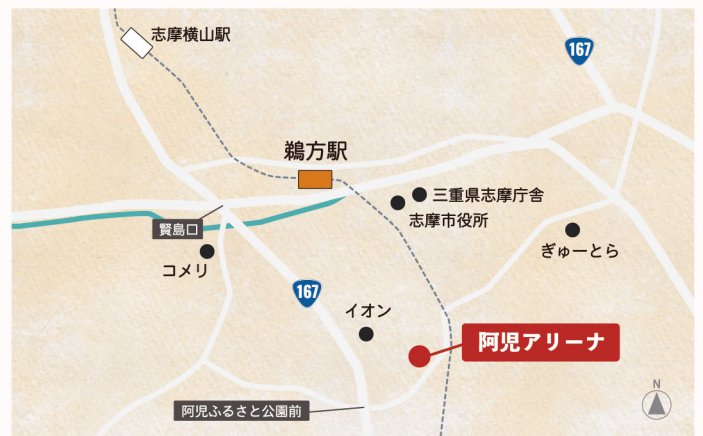 志摩横山駅
167
鵜方駅
三重県志摩庁舎
志摩市役所
賢島口
ぎゅーとら
コメリ
167
イオン
阿児アリーナ
N
阿児ふるさと公園前